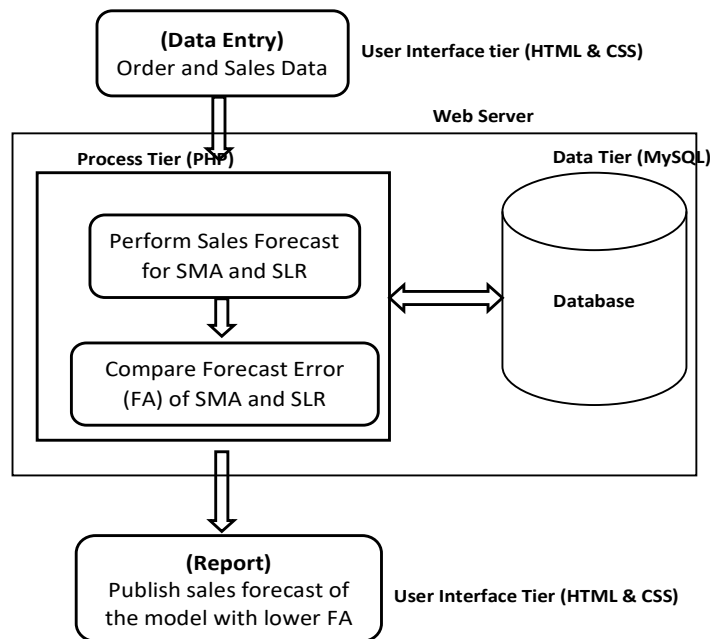 (Data Entry)
Order and Sales Data
User Interface tier (HTML & CSS)
Web Server
Process Tier (PHP)
Data Tier (MySQL)
Perform Sales Forecast
for SMA and SLR
Database
Compare Forecast Error
(FA) of SMA and SLR
(Report)
Publish sales forecast of
the model with lower FA
User Interface Tier (HTML & CSS)